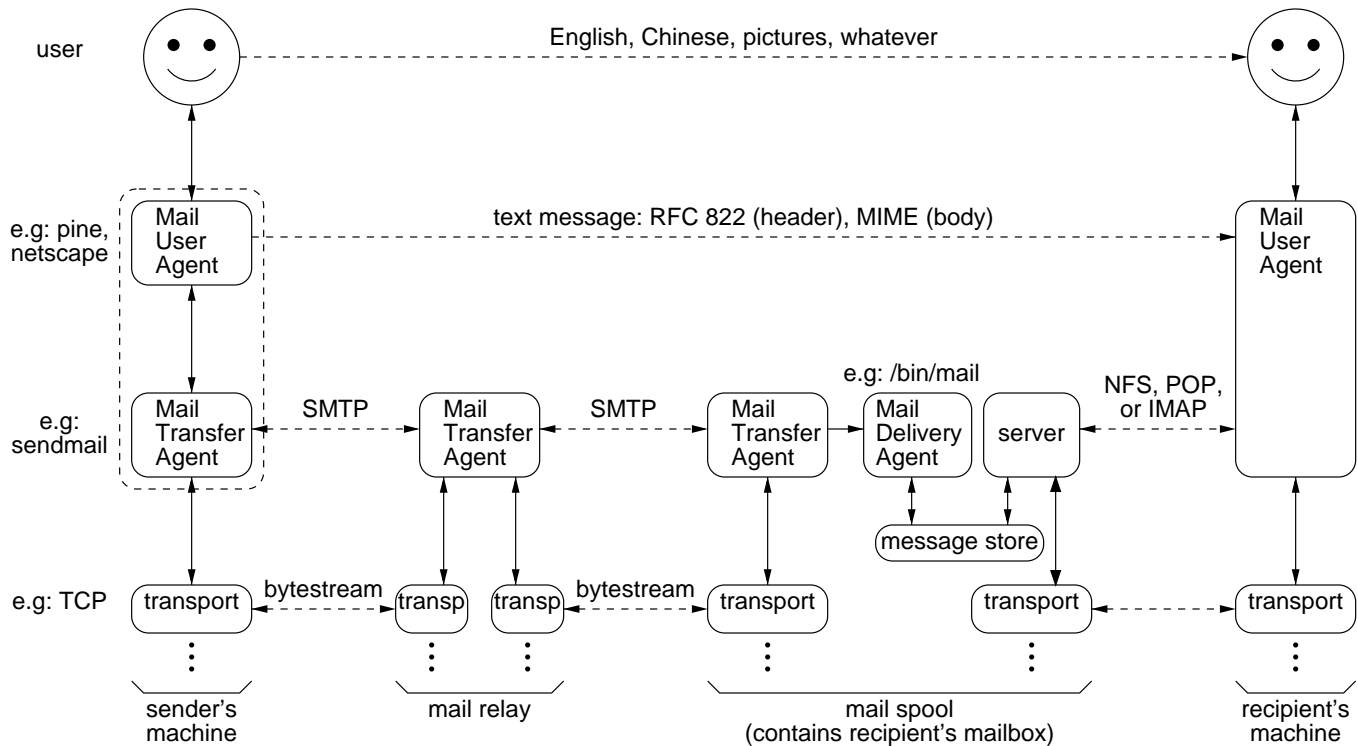 user
English, Chinese, pictures, whatever
e.g: pine,
netscape
Mail
User
Agent
text message: RFC 822 (header), MIME (body)
Mail
User
Agent
e.g:
sendmail
Mail
Transfer
Agent
SMTP
Mail
Transfer
Agent
SMTP
Mail
Transfer
Agent
e.g: /bin/mail
Mail
Delivery
Agent
server
NFS, POP,
or IMAP
message store
e.g: TCP
transport
bytestream
transp
transp
bytestream
transport
transport
transport
sender's
machine
mail relay
mail spool
(contains recipient's mailbox)
recipient's
machine